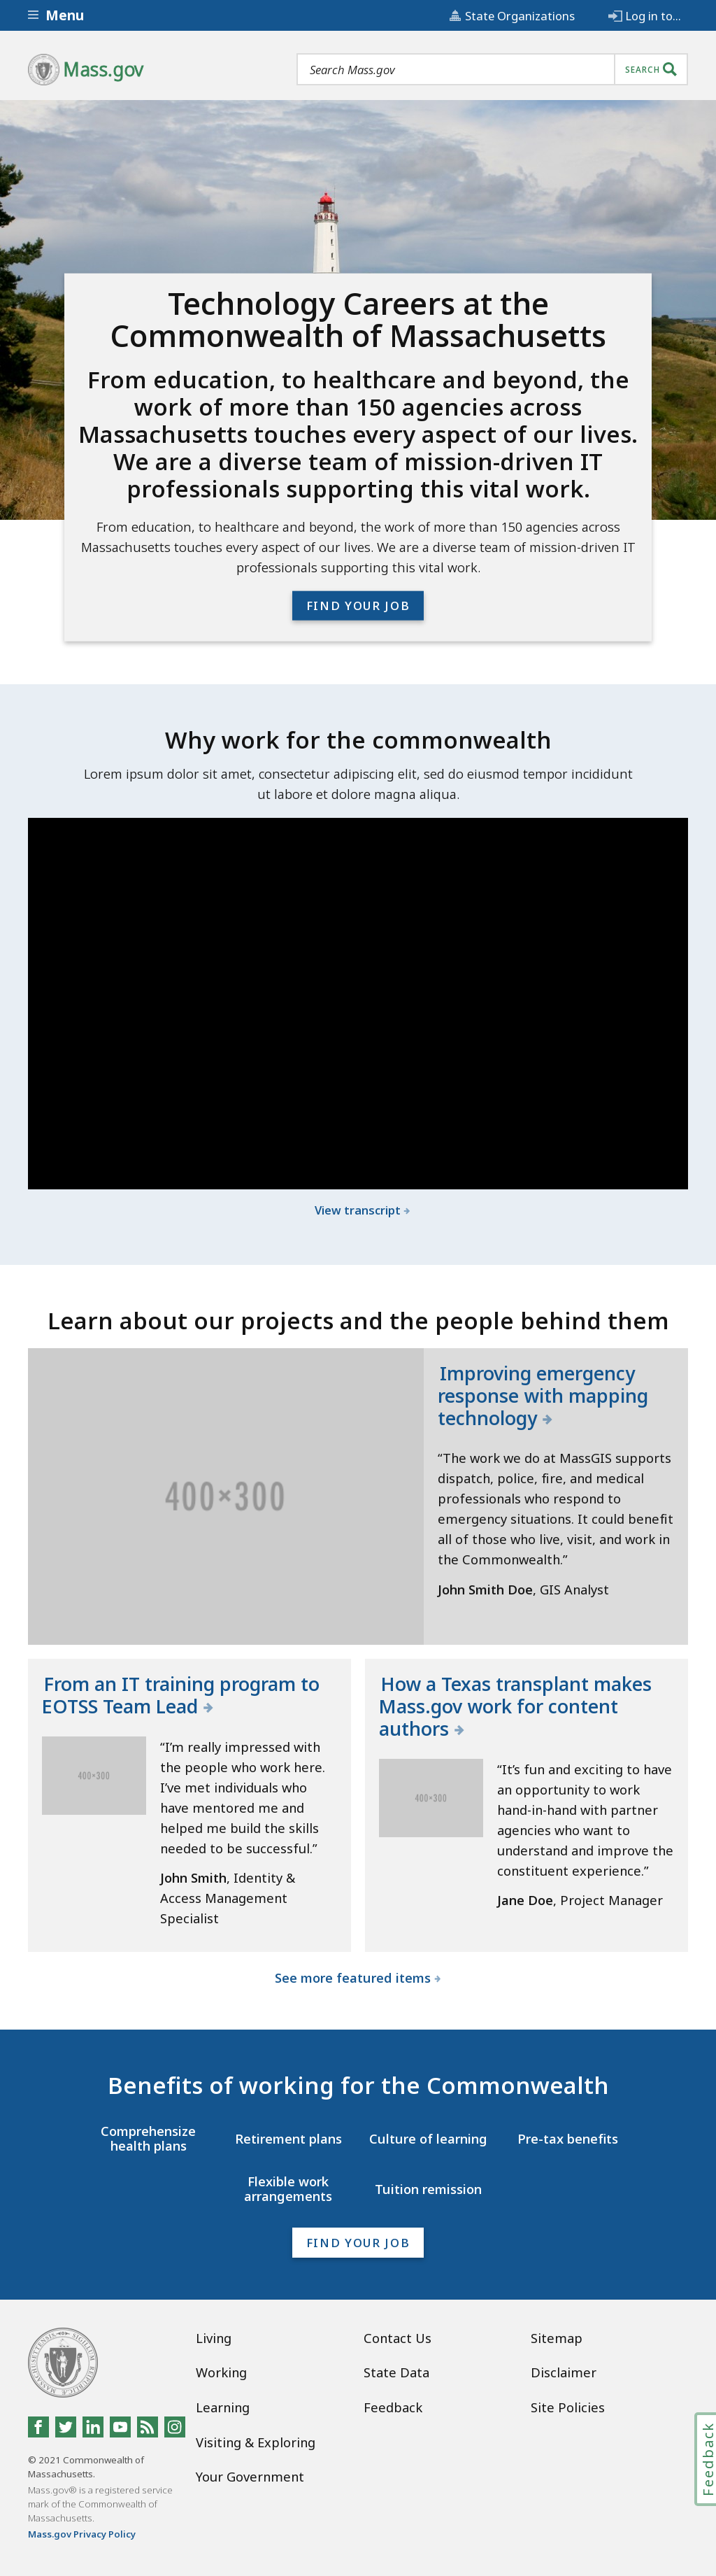 Menu
State Organizations
Log in to...
Mass.gov
Search Mass.gov
SEARCH
Technology Careers at the
Commonwealth of Massachusetts
From education, to healthcare and beyond, the
work of more than 150 agencies across
Massachusetts touches every aspect of our lives.
We are a diverse team of mission-driven IT
professionals supporting this vital work.
From education, to healthcare and beyond, the work of more than 150 agencies across
Massachusetts touches every aspect of our lives. We are a diverse team of mission-driven IT
professionals supporting this vital work.
FIND YOUR JOB
Why work for the commonwealth
Lorem ipsum dolor sit amet, consectetur adipiscing elit, sed do eiusmod tempor incididunt
ut labore et dolore magna aliqua.
View transcript
Learn about our projects and the people behind them
400×300
Improving emergency
response with mapping
technology
“The work we do at MassGIS supports
dispatch, police, fire, and medical
professionals who respond to
emergency situations. It could benefit
all of those who live, visit, and work in
the Commonwealth.”
John Smith Doe, GIS Analyst
From an IT training program to
EOTSS Team Lead
400×300
“I’m really impressed with
the people who work here.
I’ve met individuals who
have mentored me and
helped me build the skills
needed to be successful.”
John Smith, Identity &
Access Management
Specialist
How a Texas transplant makes
Mass.gov work for content
authors
400×300
“It’s fun and exciting to have
an opportunity to work
hand-in-hand with partner
agencies who want to
understand and improve the
constituent experience.”
Jane Doe, Project Manager
See more featured items
Benefits of working for the Commonwealth
Comprehensize
health plans
Retirement plans
Culture of learning
Pre-tax benefits
Flexible work
arrangements
Tuition remission
FIND YOUR JOB
Living
Working
Learning
Visiting & Exploring
Your Government
Contact Us
State Data
Feedback
Sitemap
Disclaimer
Site Policies
© 2021 Commonwealth of
Massachusetts.
Mass.gov® is a registered service
mark of the Commonwealth of
Massachusetts.
Mass.gov Privacy Policy
Feedback